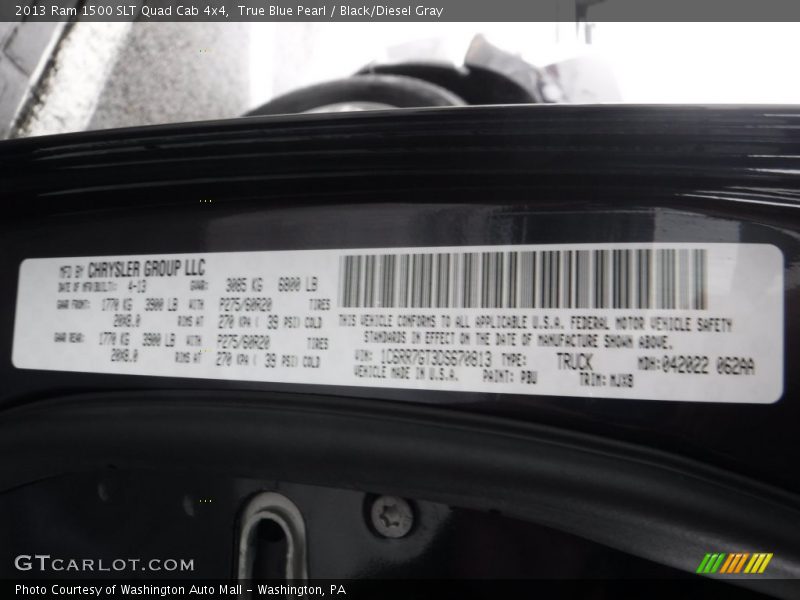 2013 Ram 1500 SLT Quad Cab 4x4,  True Blue Pearl / Black/Diesel Gray
MFD BY CHRYSLER GROUP LLC
DATE OF MFG/BUILT: 4-13 GVWR: 3085 KG 6800 LB
GAWR FRONT: 1770 KG 3900 LB WITH P275/60R20 TIRES
20X8.0 RIMS AT 270 KPA ( 39 PSI) COLD
GAWR REAR: 1770 KG 3900 LB WITH P275/60R20 TIRES
20X8.0 RIMS AT 270 KPA ( 39 PSI) COLD
THIS VEHICLE CONFORMS TO ALL APPLICABLE U.S.A. FEDERAL MOTOR VEHICLE SAFETY
STANDARDS IN EFFECT ON THE DATE OF MANUFACTURE SHOWN ABOVE.
VIN: 1C6RR7GT3DS670813 TYPE: TRUCK MDH:042022 062AA
VEHICLE MADE IN U.S.A. PAINT: PBU TRIM: MJX9
GTCARLOT.COM
Photo Courtesy of Washington Auto Mall - Washington, PA